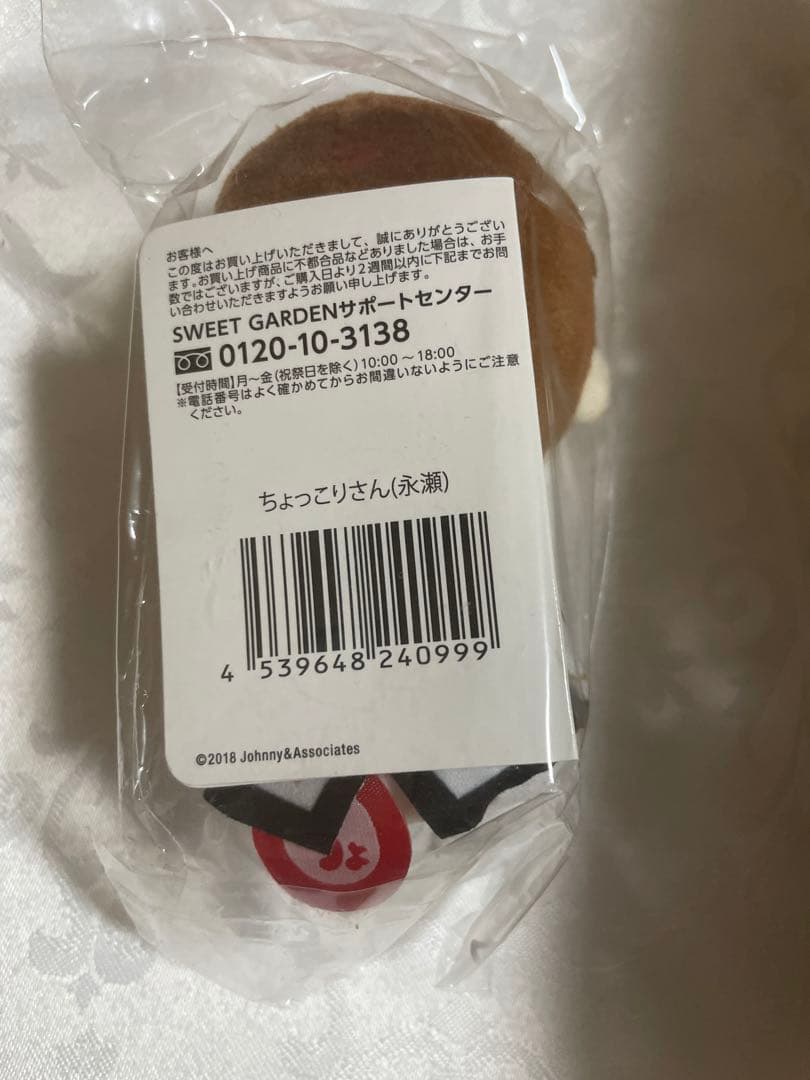 お客様へ
この度はお買い上げいただきまして、誠にありがとうござい
ます。お買い上げ商品に不都合品などありました場合は、お手
数ではございますが、ご購入日より2週間以内に下記までお問
い合わせいただきますようお願い申し上げます。
SWEET GARDENサポートセンター
0120-10-3138
【受付時間】月〜金(祝祭日を除く)10:00〜18:00
※電話番号はよく確かめてからお間違いないようにご注意
ください。
ちょっこりさん(永瀬)
4 539648 240999
©2018 Johnny&Associates